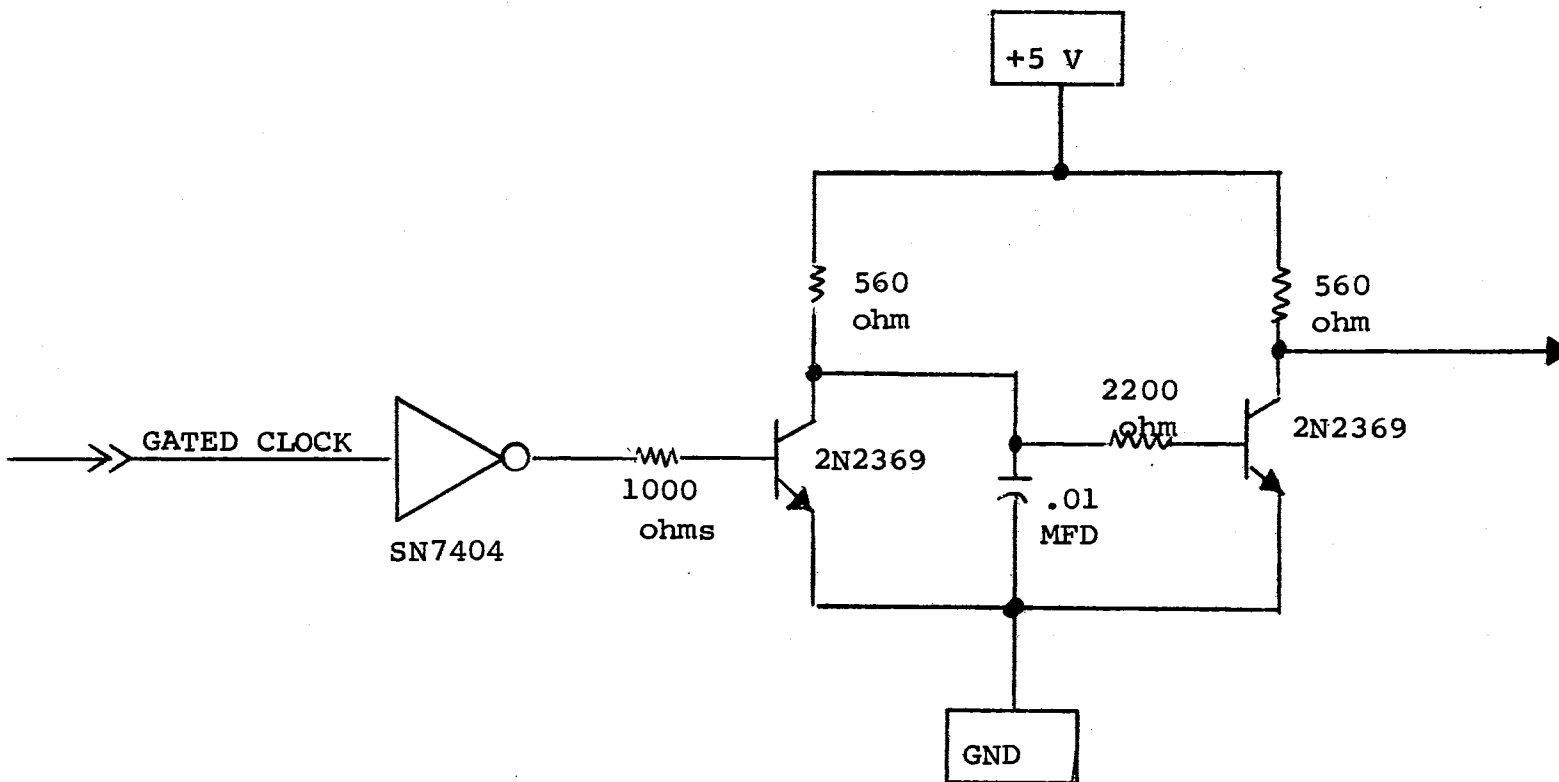 +5 V
560
ohm
560
ohm
GATED CLOCK
SN7404
1000
ohms
2N2369
2200
ohm
2N2369
.01
MFD
GND